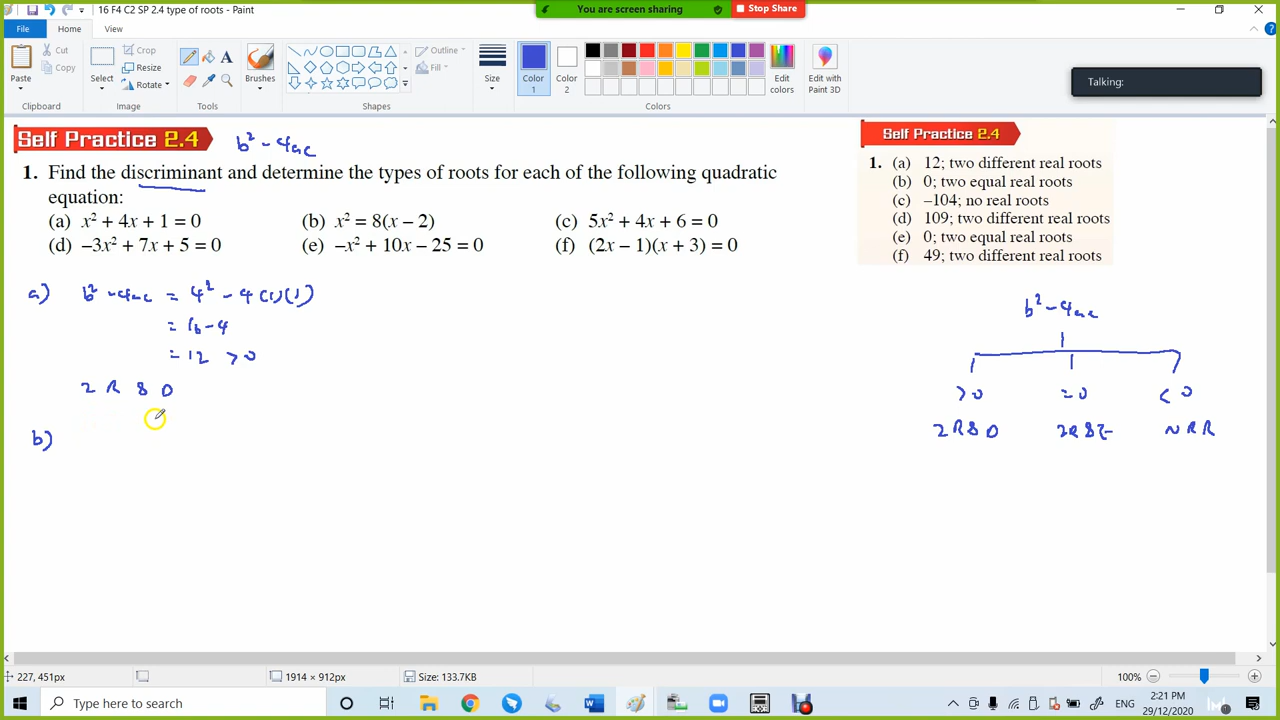 16 F4 C2 SP 2.4 type of roots - Paint
You are screen sharing
Stop Share
File
Home
View
Cut
Copy
Paste
Clipboard
Crop
Resize
Rotate
Select
Image
Tools
Brushes
Shapes
Outline
Fill
Size
Color 1
Color 2
Colors
Edit colors
Edit with Paint 3D
Talking:
Self Practice 2.4
b² - 4ac
1. Find the discriminant and determine the types of roots for each of the following quadratic
equation:
(a) x² + 4x + 1 = 0
(b) x² = 8(x – 2)
(c) 5x² + 4x + 6 = 0
(d) –3x² + 7x + 5 = 0
(e) –x² + 10x – 25 = 0
(f) (2x – 1)(x + 3) = 0
Self Practice 2.4
1. (a) 12; two different real roots
(b) 0; two equal real roots
(c) –104; no real roots
(d) 109; two different real roots
(e) 0; two equal real roots
(f) 49; two different real roots
a) b² - 4ac = 4² - 4(1)(1)
= 16 - 4
= 12 > 0
2 R & D
b)
b² - 4ac
> 0
= 0
< 0
2 R & D
2 R & E
N R R
227, 451px
1914 × 912px
Size: 133.7KB
100%
Type here to search
ENG
2:21 PM
29/12/2020